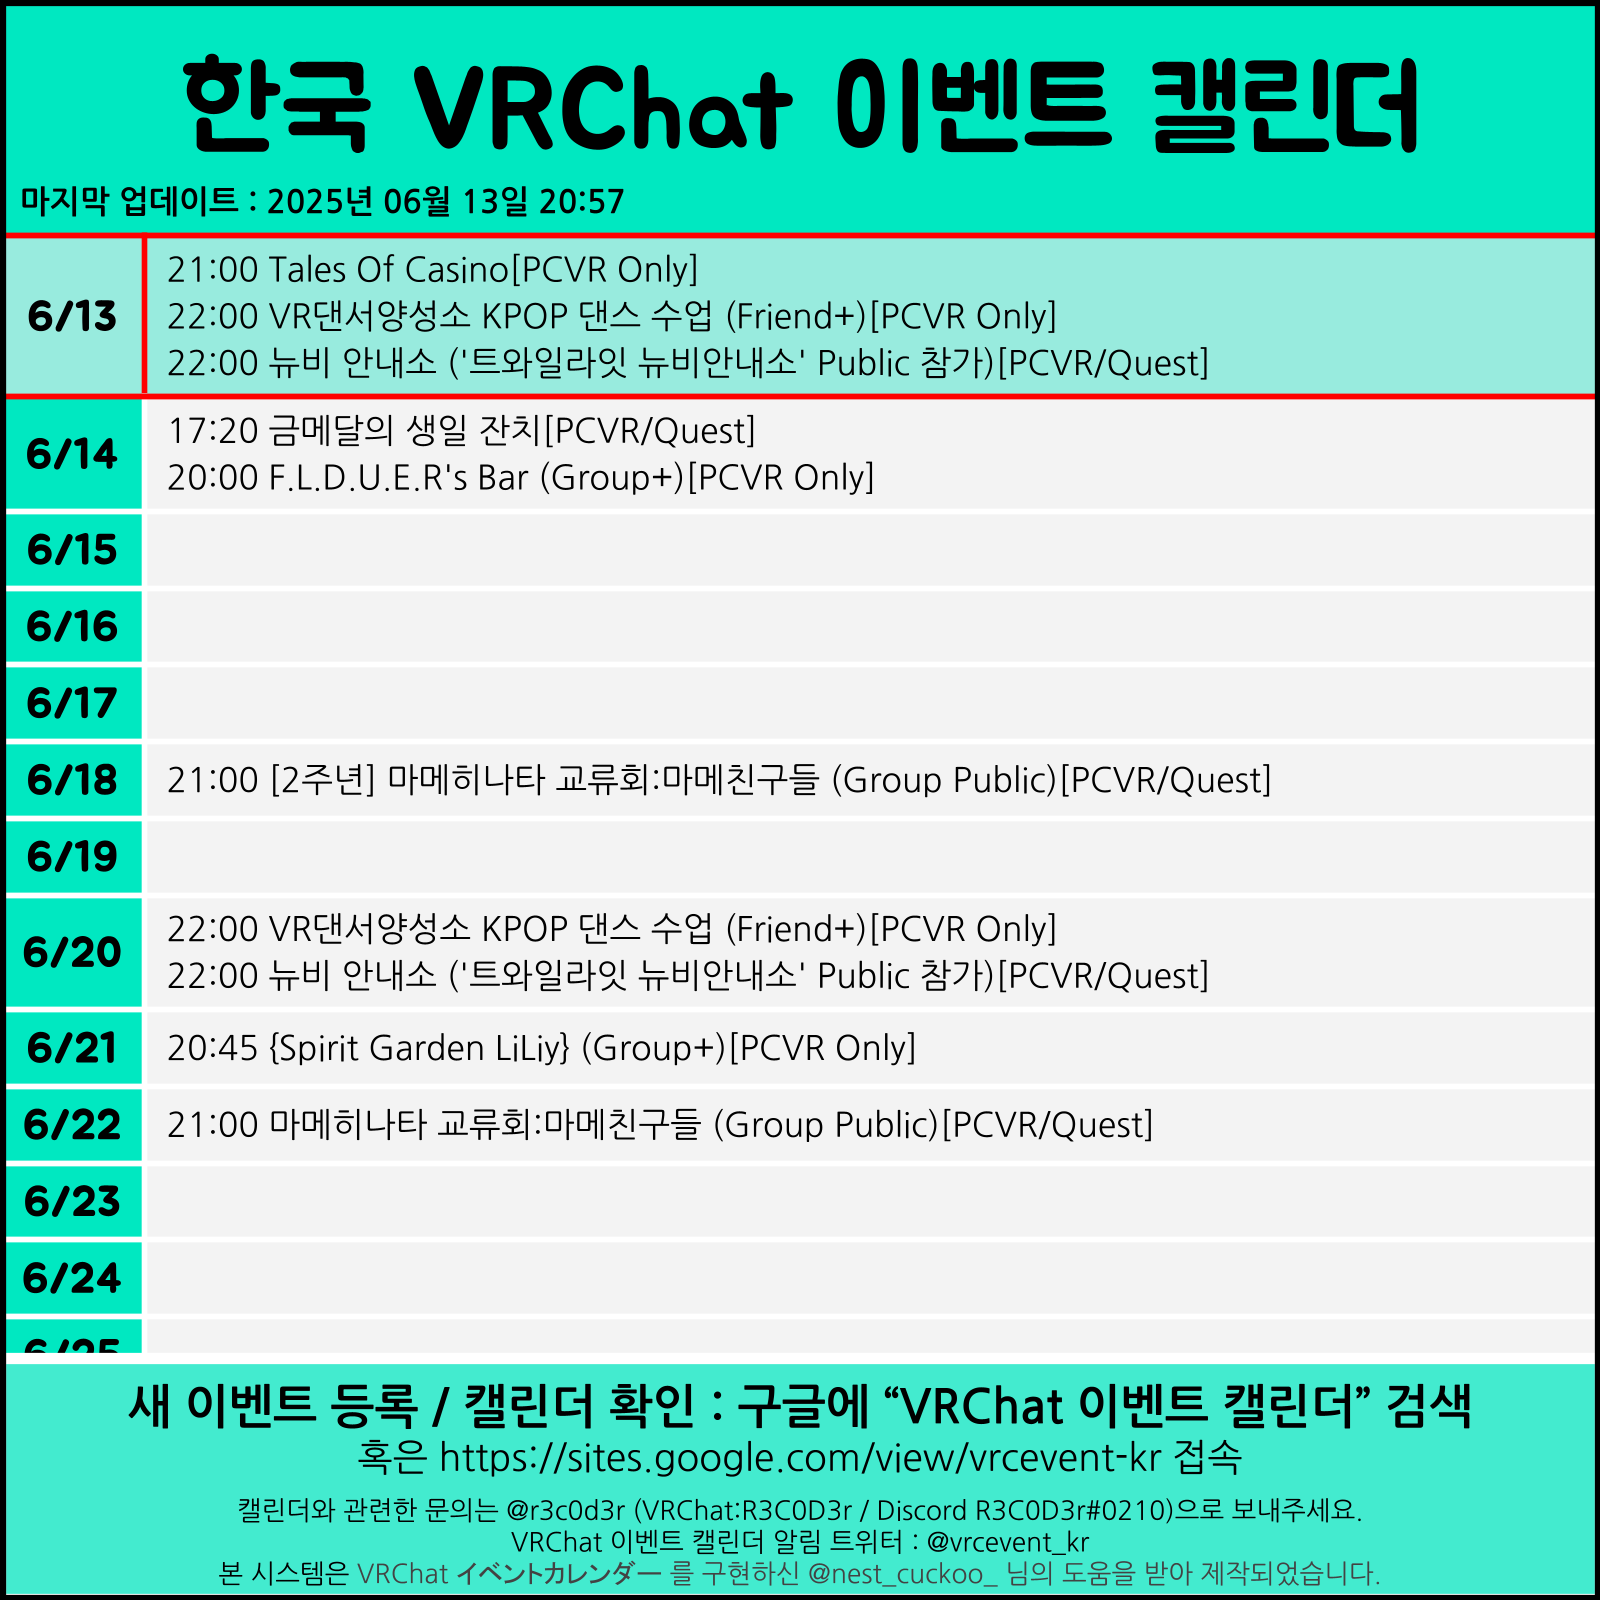 한국 VRChat 이벤트 캘린더
마지막 업데이트 : 2025년 06월 13일 20:57
6/13
21:00 Tales Of Casino[PCVR Only]
22:00 VR댄서양성소 KPOP 댄스 수업 (Friend+)[PCVR Only]
22:00 뉴비 안내소 ('트와일라잇 뉴비안내소' Public 참가)[PCVR/Quest]
6/14
17:20 금메달의 생일 잔치[PCVR/Quest]
20:00 F.L.D.U.E.R's Bar (Group+)[PCVR Only]
6/15
6/16
6/17
6/18
21:00 [2주년] 마메히나타 교류회:마메친구들 (Group Public)[PCVR/Quest]
6/19
6/20
22:00 VR댄서양성소 KPOP 댄스 수업 (Friend+)[PCVR Only]
22:00 뉴비 안내소 ('트와일라잇 뉴비안내소' Public 참가)[PCVR/Quest]
6/21
20:45 {Spirit Garden LiLiy} (Group+)[PCVR Only]
6/22
21:00 마메히나타 교류회:마메친구들 (Group Public)[PCVR/Quest]
6/23
6/24
6/25
새 이벤트 등록 / 캘린더 확인 : 구글에 “VRChat 이벤트 캘린더” 검색
혹은 https://sites.google.com/view/vrcevent-kr 접속
캘린더와 관련한 문의는 @r3c0d3r (VRChat:R3C0D3r / Discord R3C0D3r#0210)으로 보내주세요.
VRChat 이벤트 캘린더 알림 트위터 : @vrcevent_kr
본 시스템은 VRChat イベントカレンダー 를 구현하신 @nest_cuckoo_ 님의 도움을 받아 제작되었습니다.